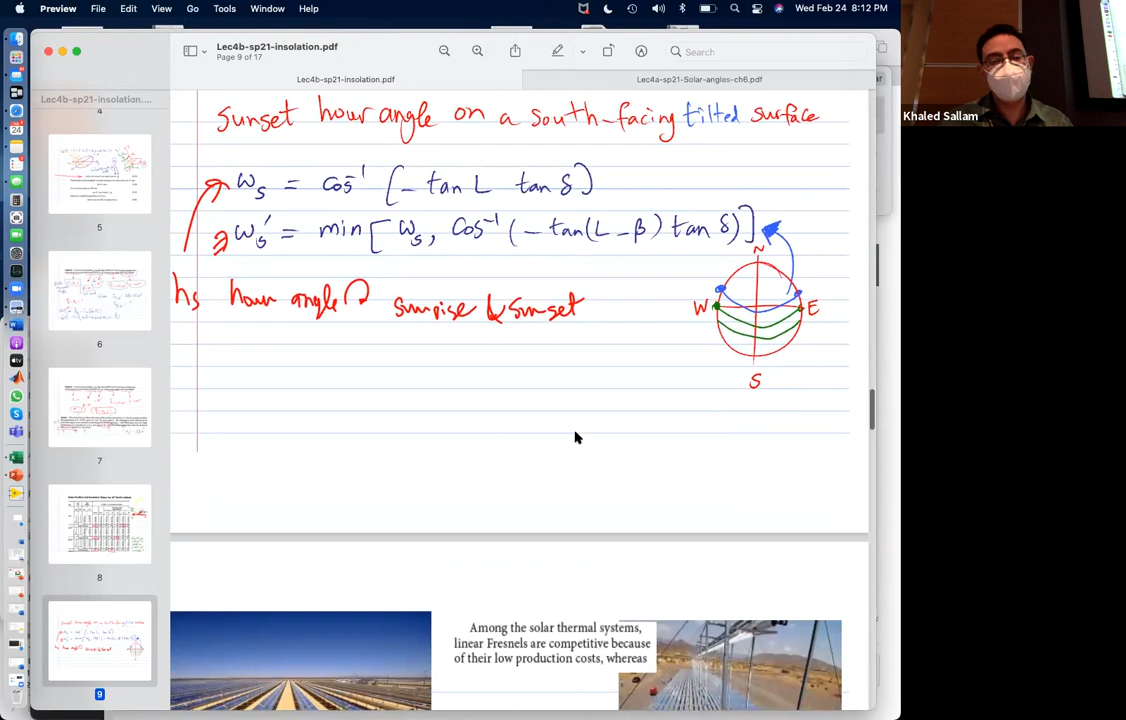 Preview File Edit View Go Tools Window Help
Wed Feb 24 8:12 PM
Lec4b-sp21-insolation.pdf
Page 9 of 17
Search
Lec4b-sp21-insolation.pdf
Lec4a-sp21-Solar-angles-ch6.pdf
Lec4b-sp21-insolation....
4
5
6
7
8
9
Khaled Sallam
Sunset hour angle on a south-facing tilted surface
ωs = cos⁻¹ (- tan L tan δ)
ωs' = min [ ωs, Cos⁻¹ (- tan(L - β) tan δ) ]
hs hour angle sunrise & sunset
N
W E
S
Among the solar thermal systems,
linear Fresnels are competitive because
of their low production costs, whereas